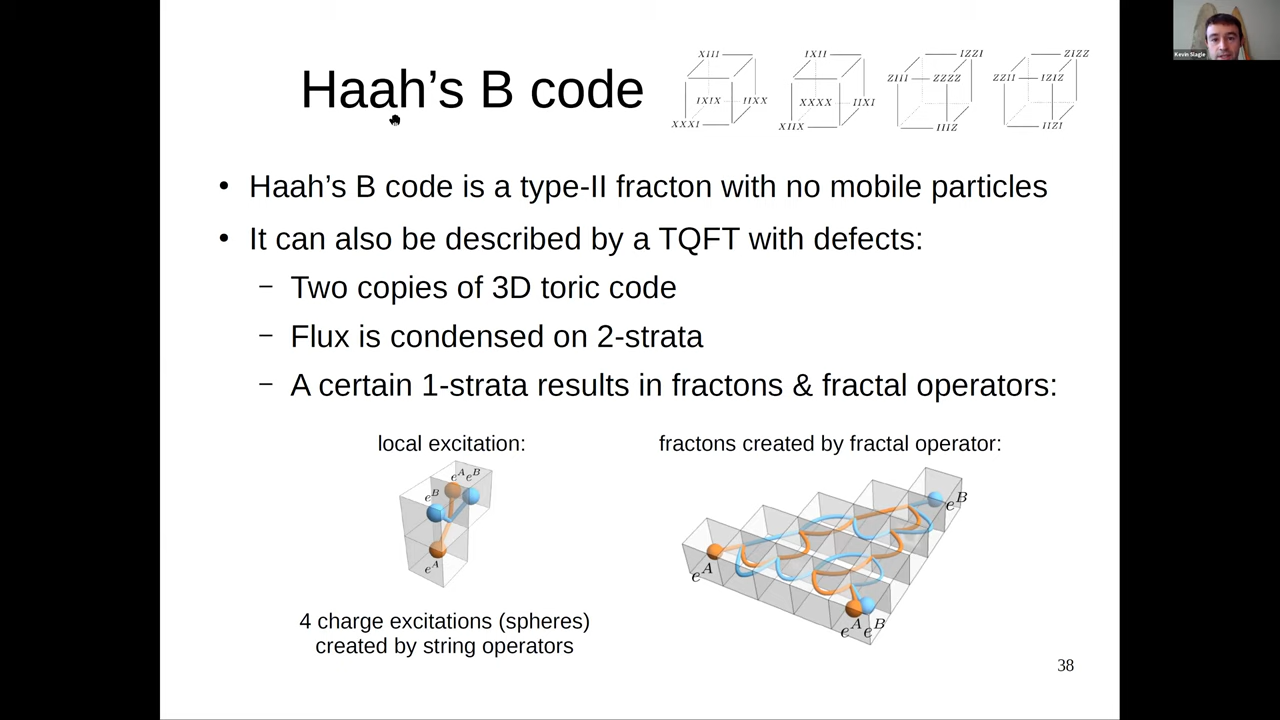 Haah's B code
XIII
IXIX
IIXX
XXXI
IXII
XXXX
IIXI
XIIX
IZZI
ZIII
ZZZZ
IIIZ
ZIZZ
ZZII
IZIZ
IIZI
Kevin Slagle
• Haah's B code is a type-II fracton with no mobile particles
• It can also be described by a TQFT with defects:
– Two copies of 3D toric code
– Flux is condensed on 2-strata
– A certain 1-strata results in fractons & fractal operators:
local excitation:
e^A e^B
e^B
e^A
4 charge excitations (spheres)
created by string operators
fractons created by fractal operator:
e^B
e^A
e^A e^B
38